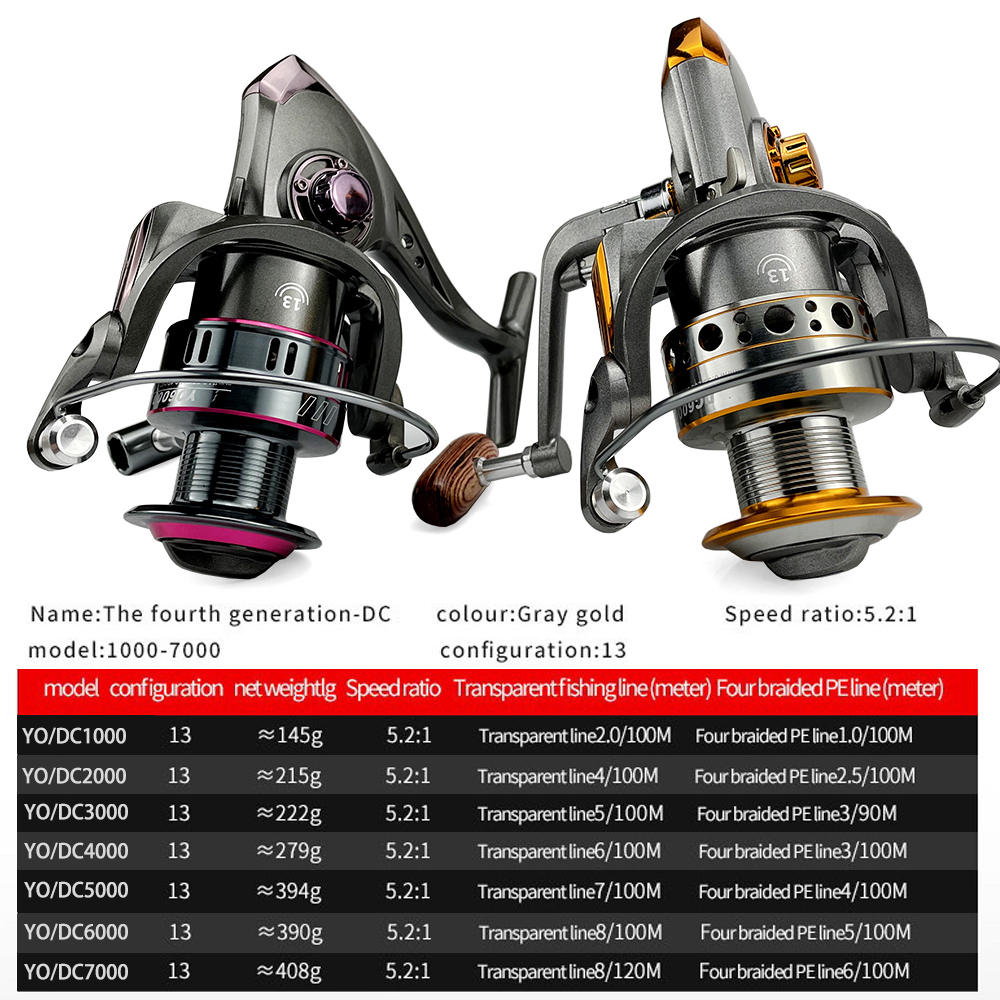 13
13
Name:The fourth generation-DC colour:Gray gold Speed ratio:5.2:1
model:1000-7000 configuration:13
model configuration net weightlg Speed ratio Transparent fishing line (meter) Four braided PE line (meter)
YO/DC1000 13 ≈145g 5.2:1 Transparent line2.0/100M Four braided PE line1.0/100M
YO/DC2000 13 ≈215g 5.2:1 Transparent line4/100M Four braided PE line2.5/100M
YO/DC3000 13 ≈222g 5.2:1 Transparent line5/100M Four braided PE line3/90M
YO/DC4000 13 ≈279g 5.2:1 Transparent line6/100M Four braided PE line3/100M
YO/DC5000 13 ≈394g 5.2:1 Transparent line7/100M Four braided PE line4/100M
YO/DC6000 13 ≈390g 5.2:1 Transparent line8/100M Four braided PE line5/100M
YO/DC7000 13 ≈408g 5.2:1 Transparent line8/120M Four braided PE line6/100M